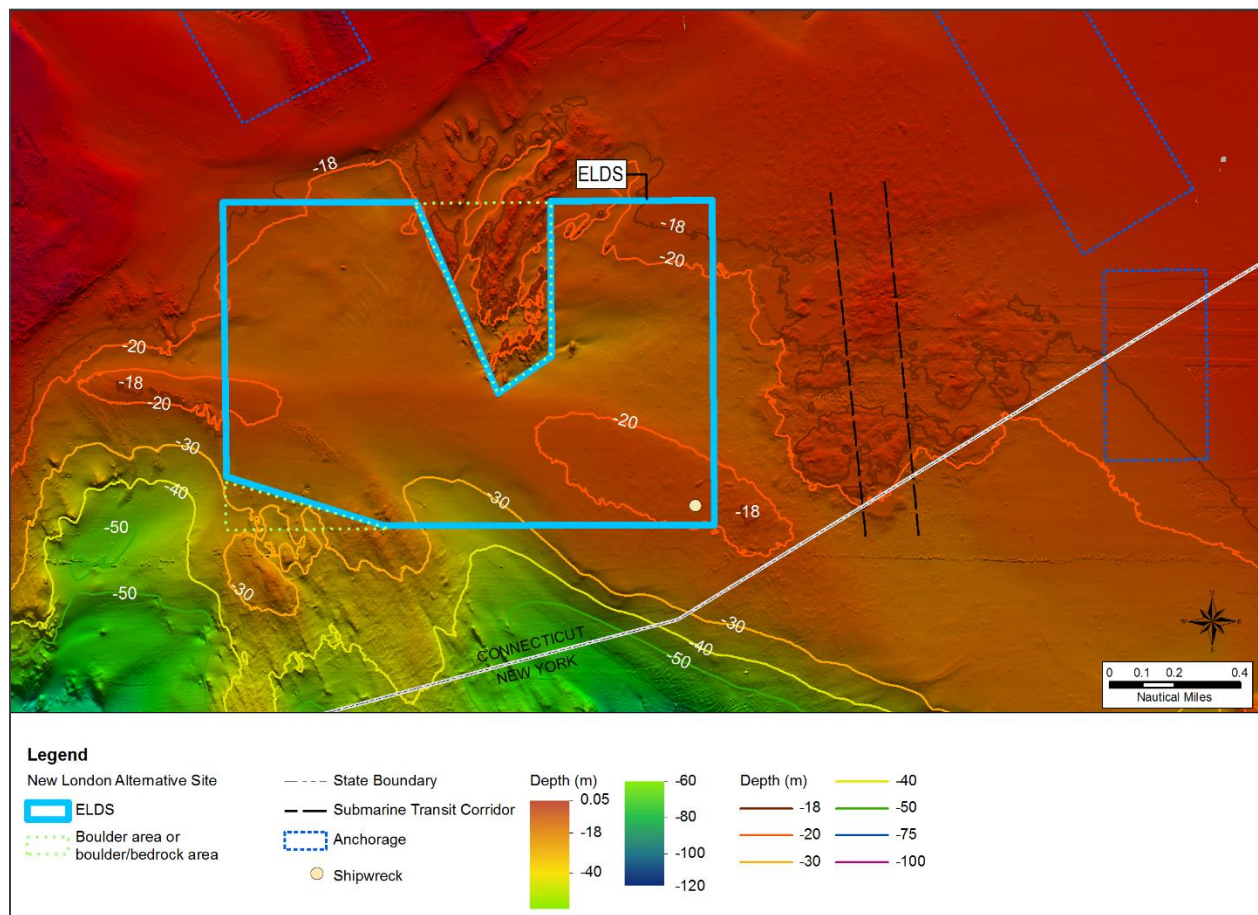 -18
ELDS
-18
-20
-20
-18
-20
-20
-30
-30
-40
-18
-50
-30
-50
-30
-40
-50
CONNECTICUT
NEW YORK
N
W E
S
0 0.1 0.2 0.4
Nautical Miles
Legend
New London Alternative Site
ELDS
Boulder area or
boulder/bedrock area
State Boundary
Submarine Transit Corridor
Anchorage
Shipwreck
Depth (m)
0.05
-18
-40
-60
-80
-100
-120
Depth (m)
-18
-20
-30
-40
-50
-75
-100